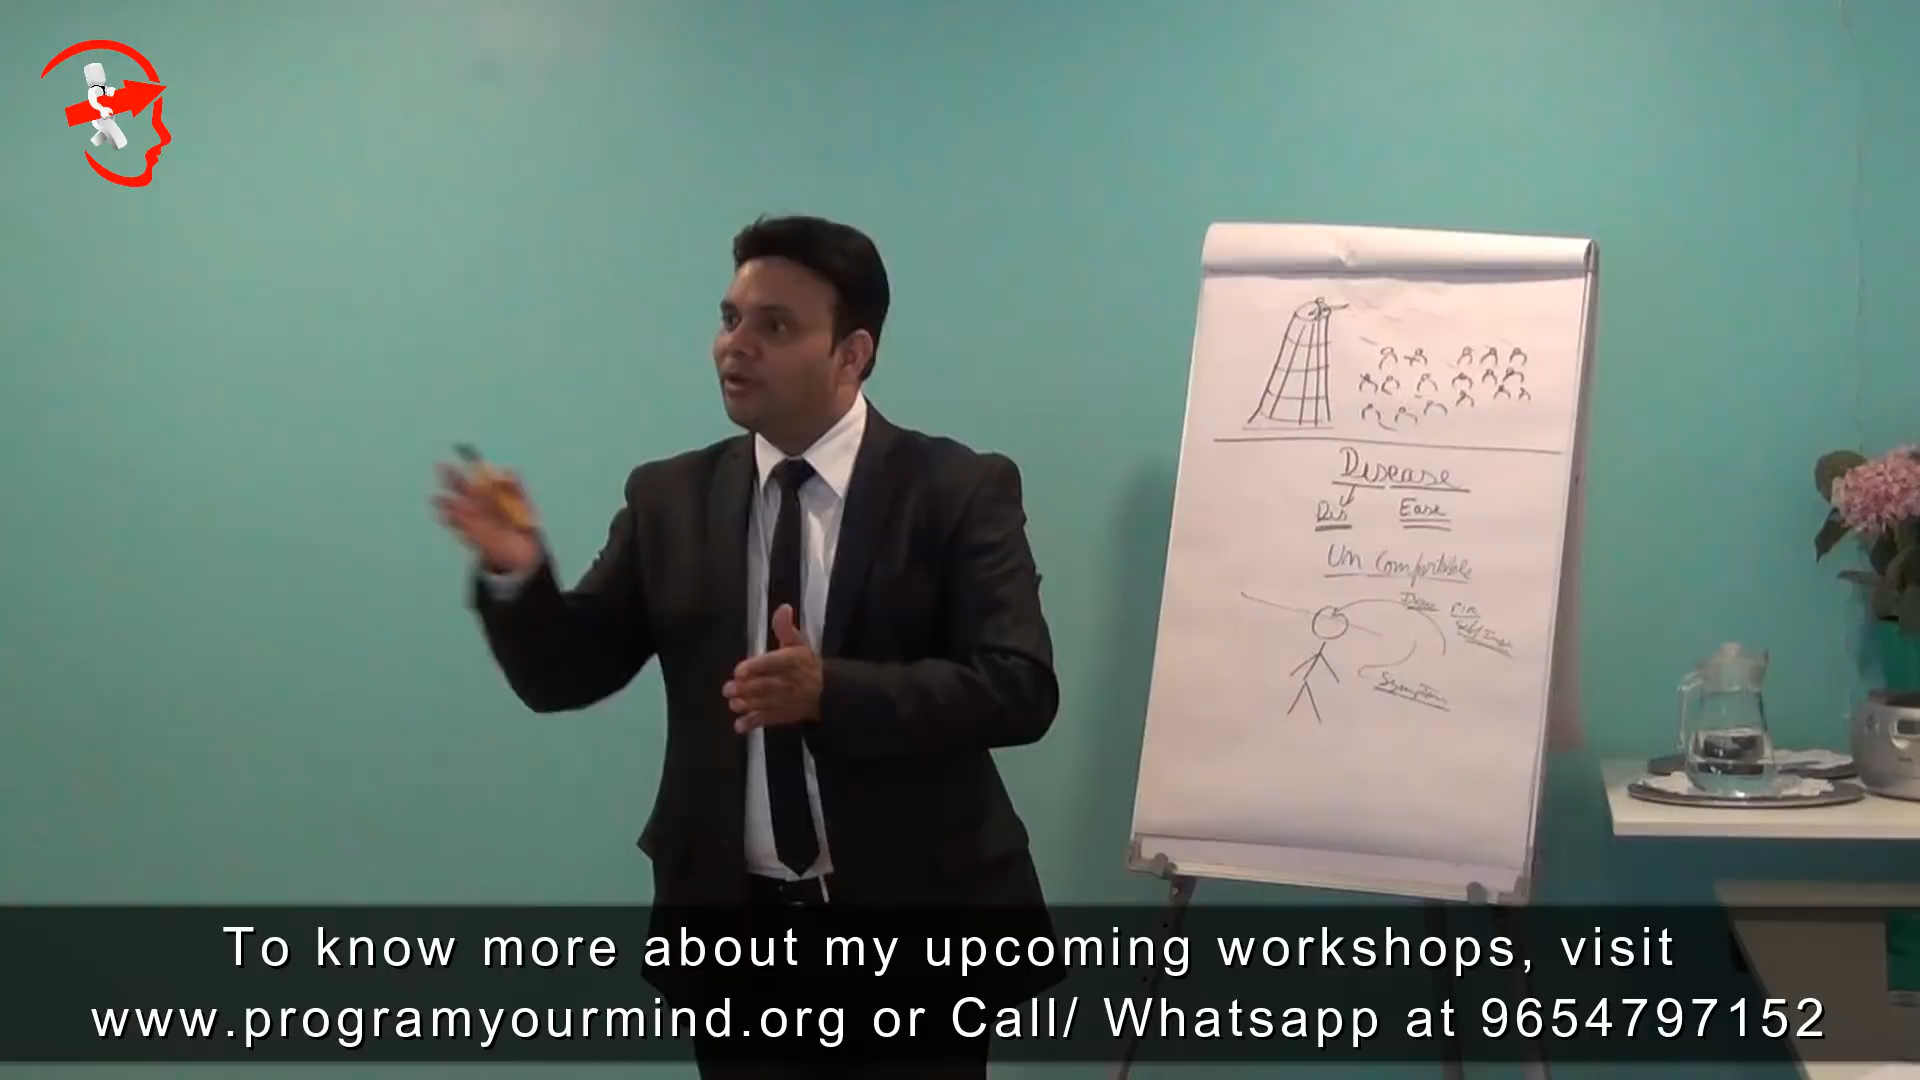 Disease
Dis Ease
Un Comfortable
Symptom
To know more about my upcoming workshops, visit
www.programyourmind.org or Call/ Whatsapp at 9654797152